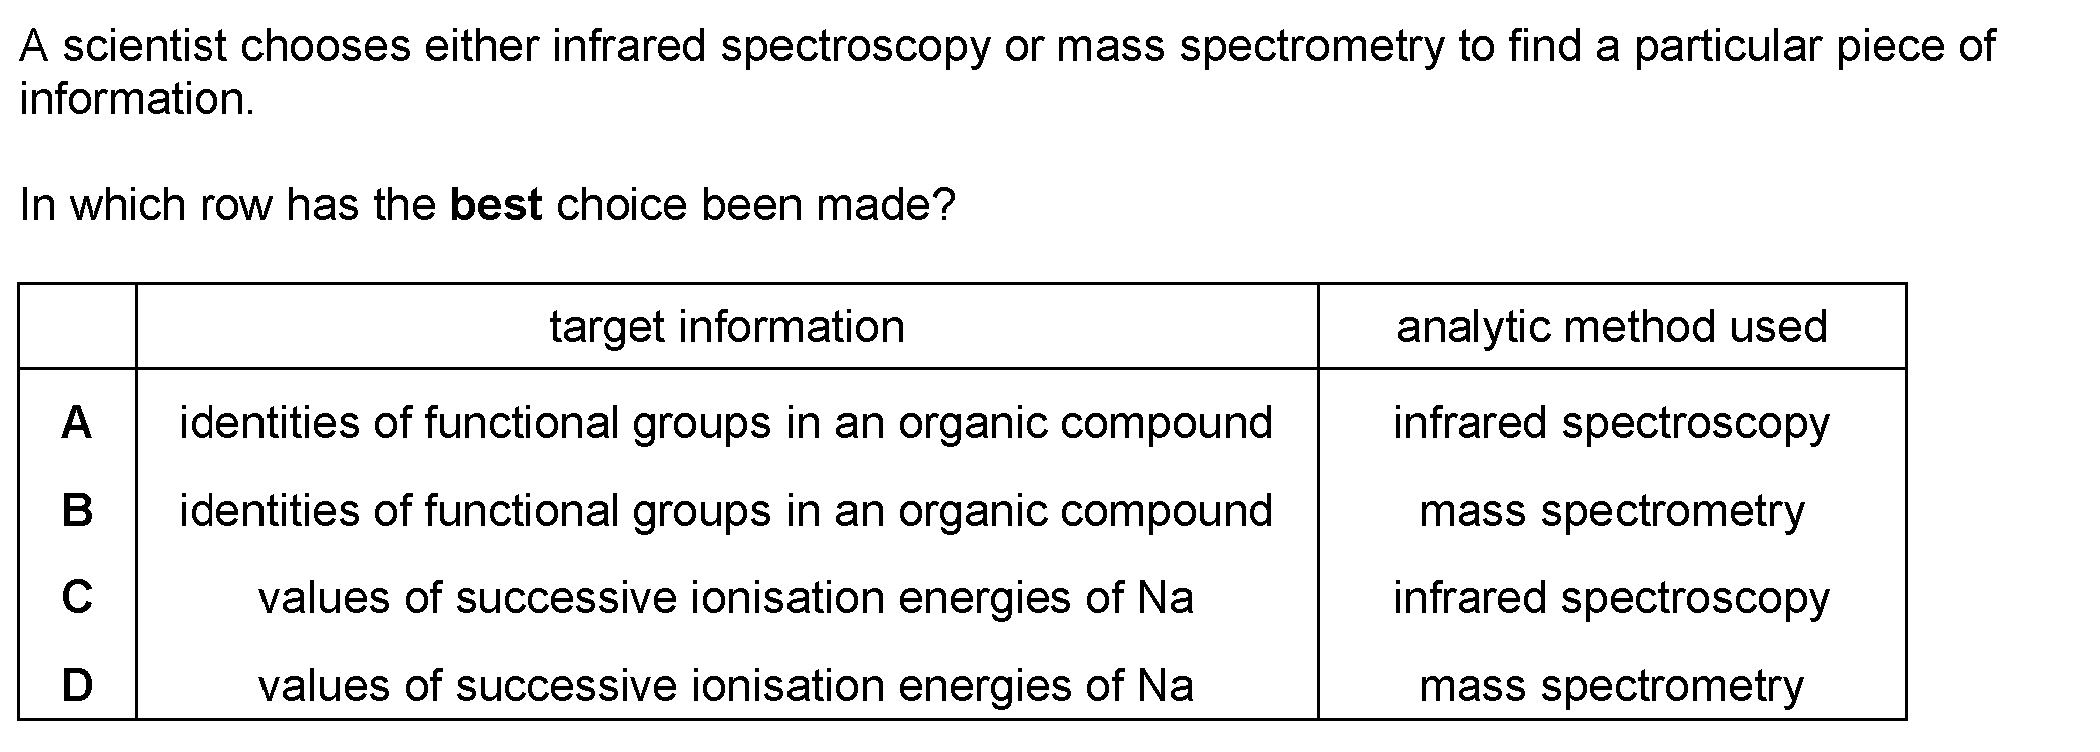 A scientist chooses either infrared spectroscopy or mass spectrometry to find a particular piece of
information.
In which row has the best choice been made?
target information analytic method used
A identities of functional groups in an organic compound infrared spectroscopy
B identities of functional groups in an organic compound mass spectrometry
C values of successive ionisation energies of Na infrared spectroscopy
D values of successive ionisation energies of Na mass spectrometry